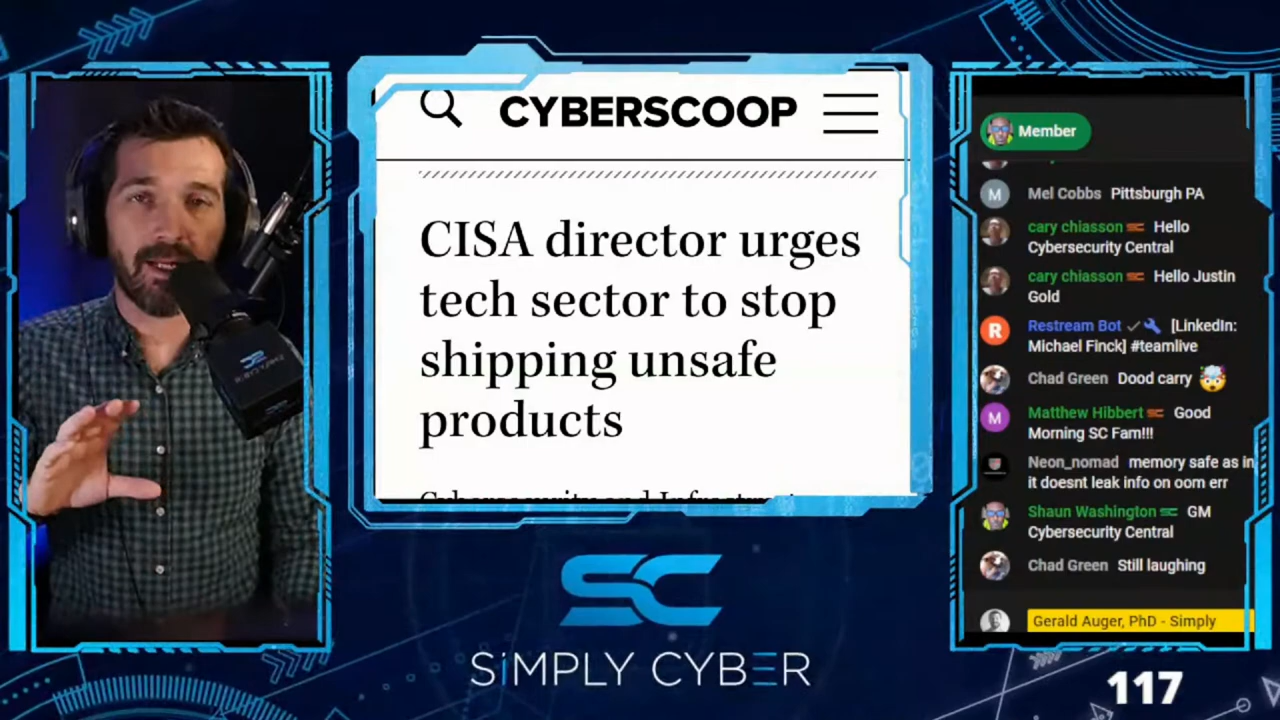 CYBERSCOOP
CISA director urges
tech sector to stop
shipping unsafe
products
SC
SiMPLY CYBER
Member
M
Mel Cobbs Pittsburgh PA
cary chiasson Hello
Cybersecurity Central
cary chiasson Hello Justin
Gold
R
Restream Bot [LinkedIn:
Michael Finck] #teamlive
Chad Green Dood carry
M
Matthew Hibbert Good
Morning SC Fam!!!
Neon_nomad memory safe as in
it doesnt leak info on oom err
Shaun Washington GM
Cybersecurity Central
Chad Green Still laughing
Gerald Auger, PhD - Simply
117